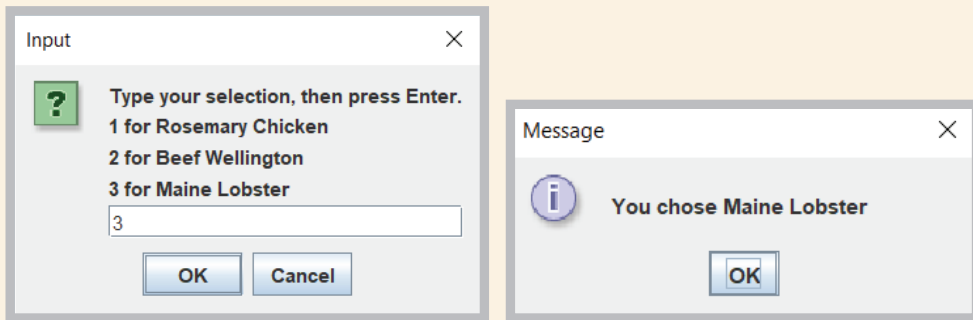 Input
Type your selection, then press Enter.
1 for Rosemary Chicken
2 for Beef Wellington
3 for Maine Lobster
3
OK
Cancel
Message
You chose Maine Lobster
OK